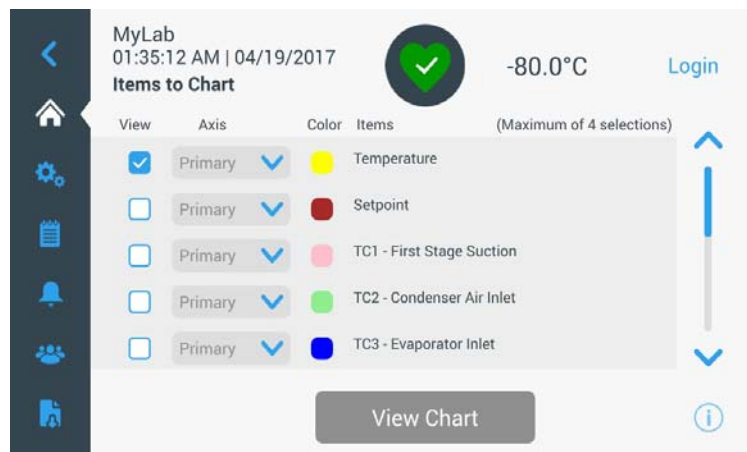 MyLab
01:35:12 AM | 04/19/2017
Items to Chart
-80.0°C
Login
View Axis Color Items (Maximum of 4 selections)
Primary Temperature
Primary Setpoint
Primary TC1 - First Stage Suction
Primary TC2 - Condenser Air Inlet
Primary TC3 - Evaporator Inlet
View Chart